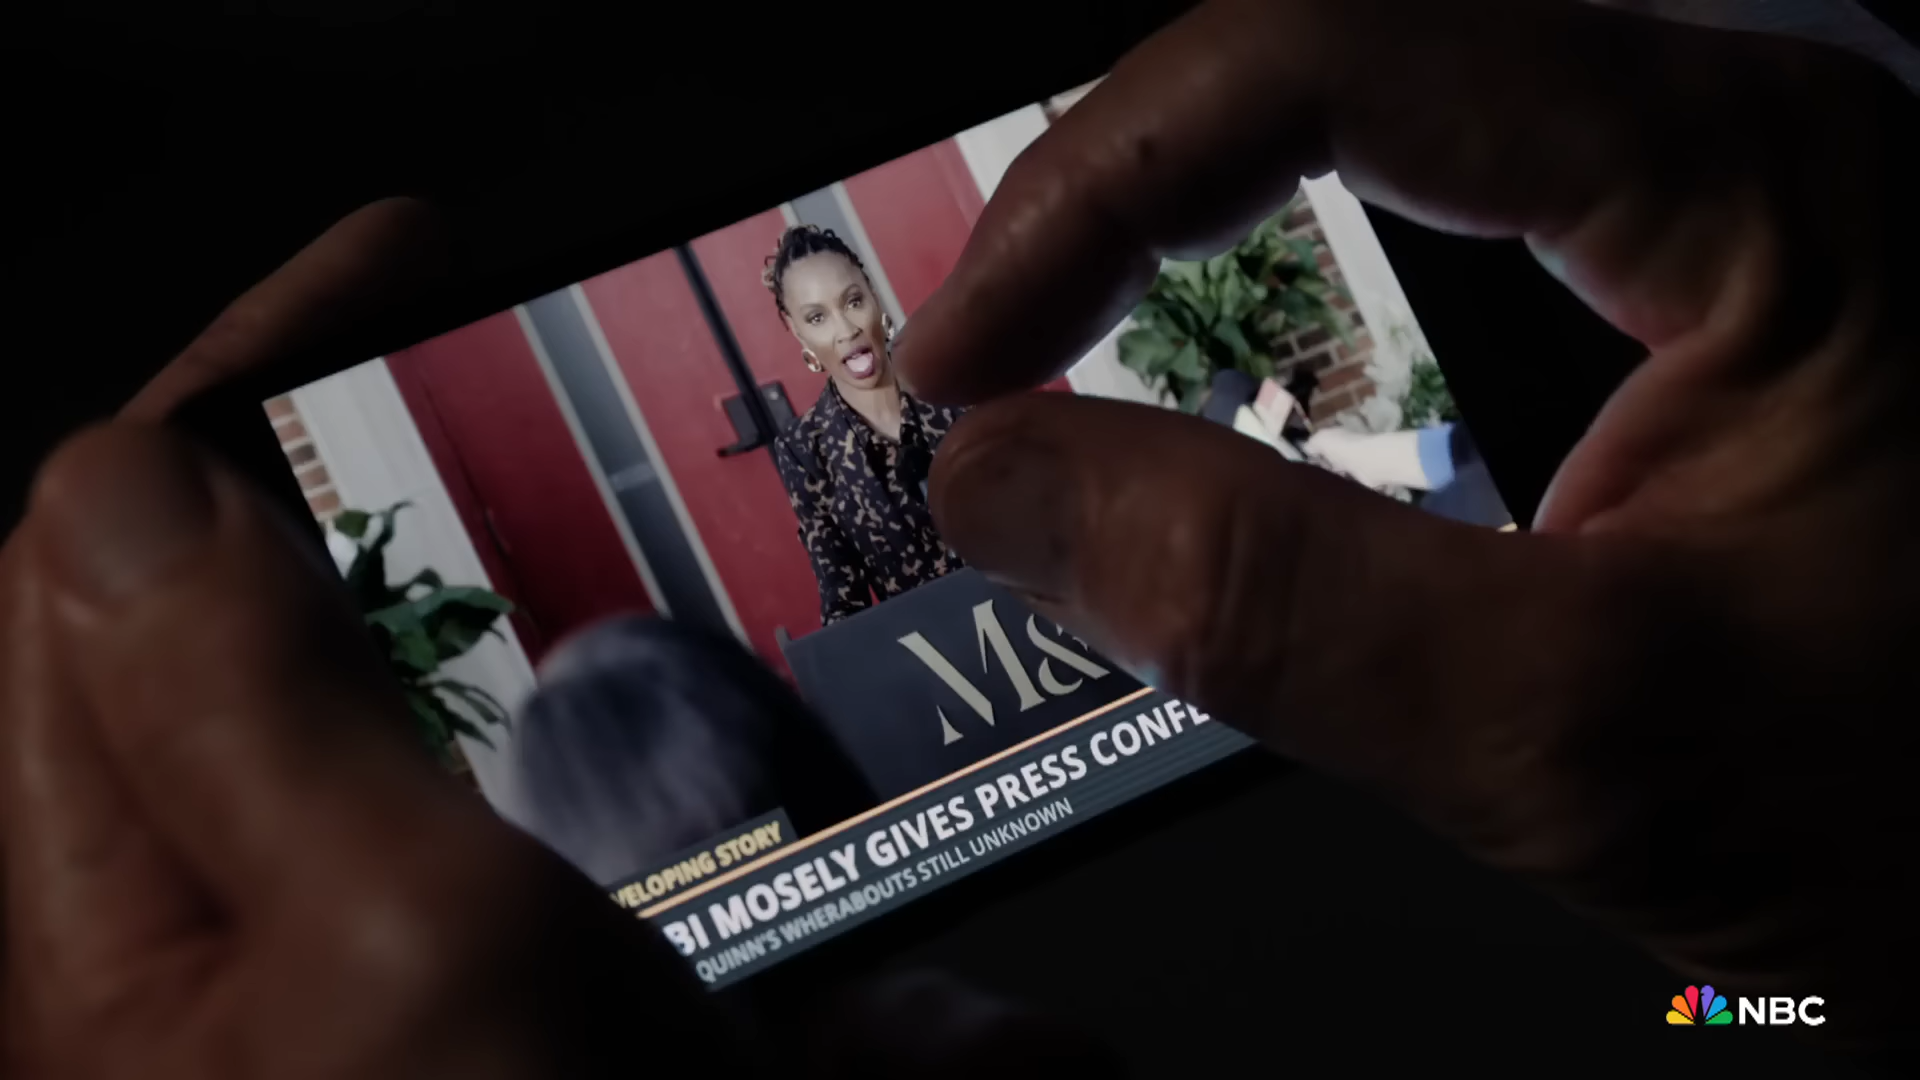 M&
VELOPING STORY
BI MOSELY GIVES PRESS CONFE
QUINN'S WHERABOUTS STILL UNKNOWN
NBC